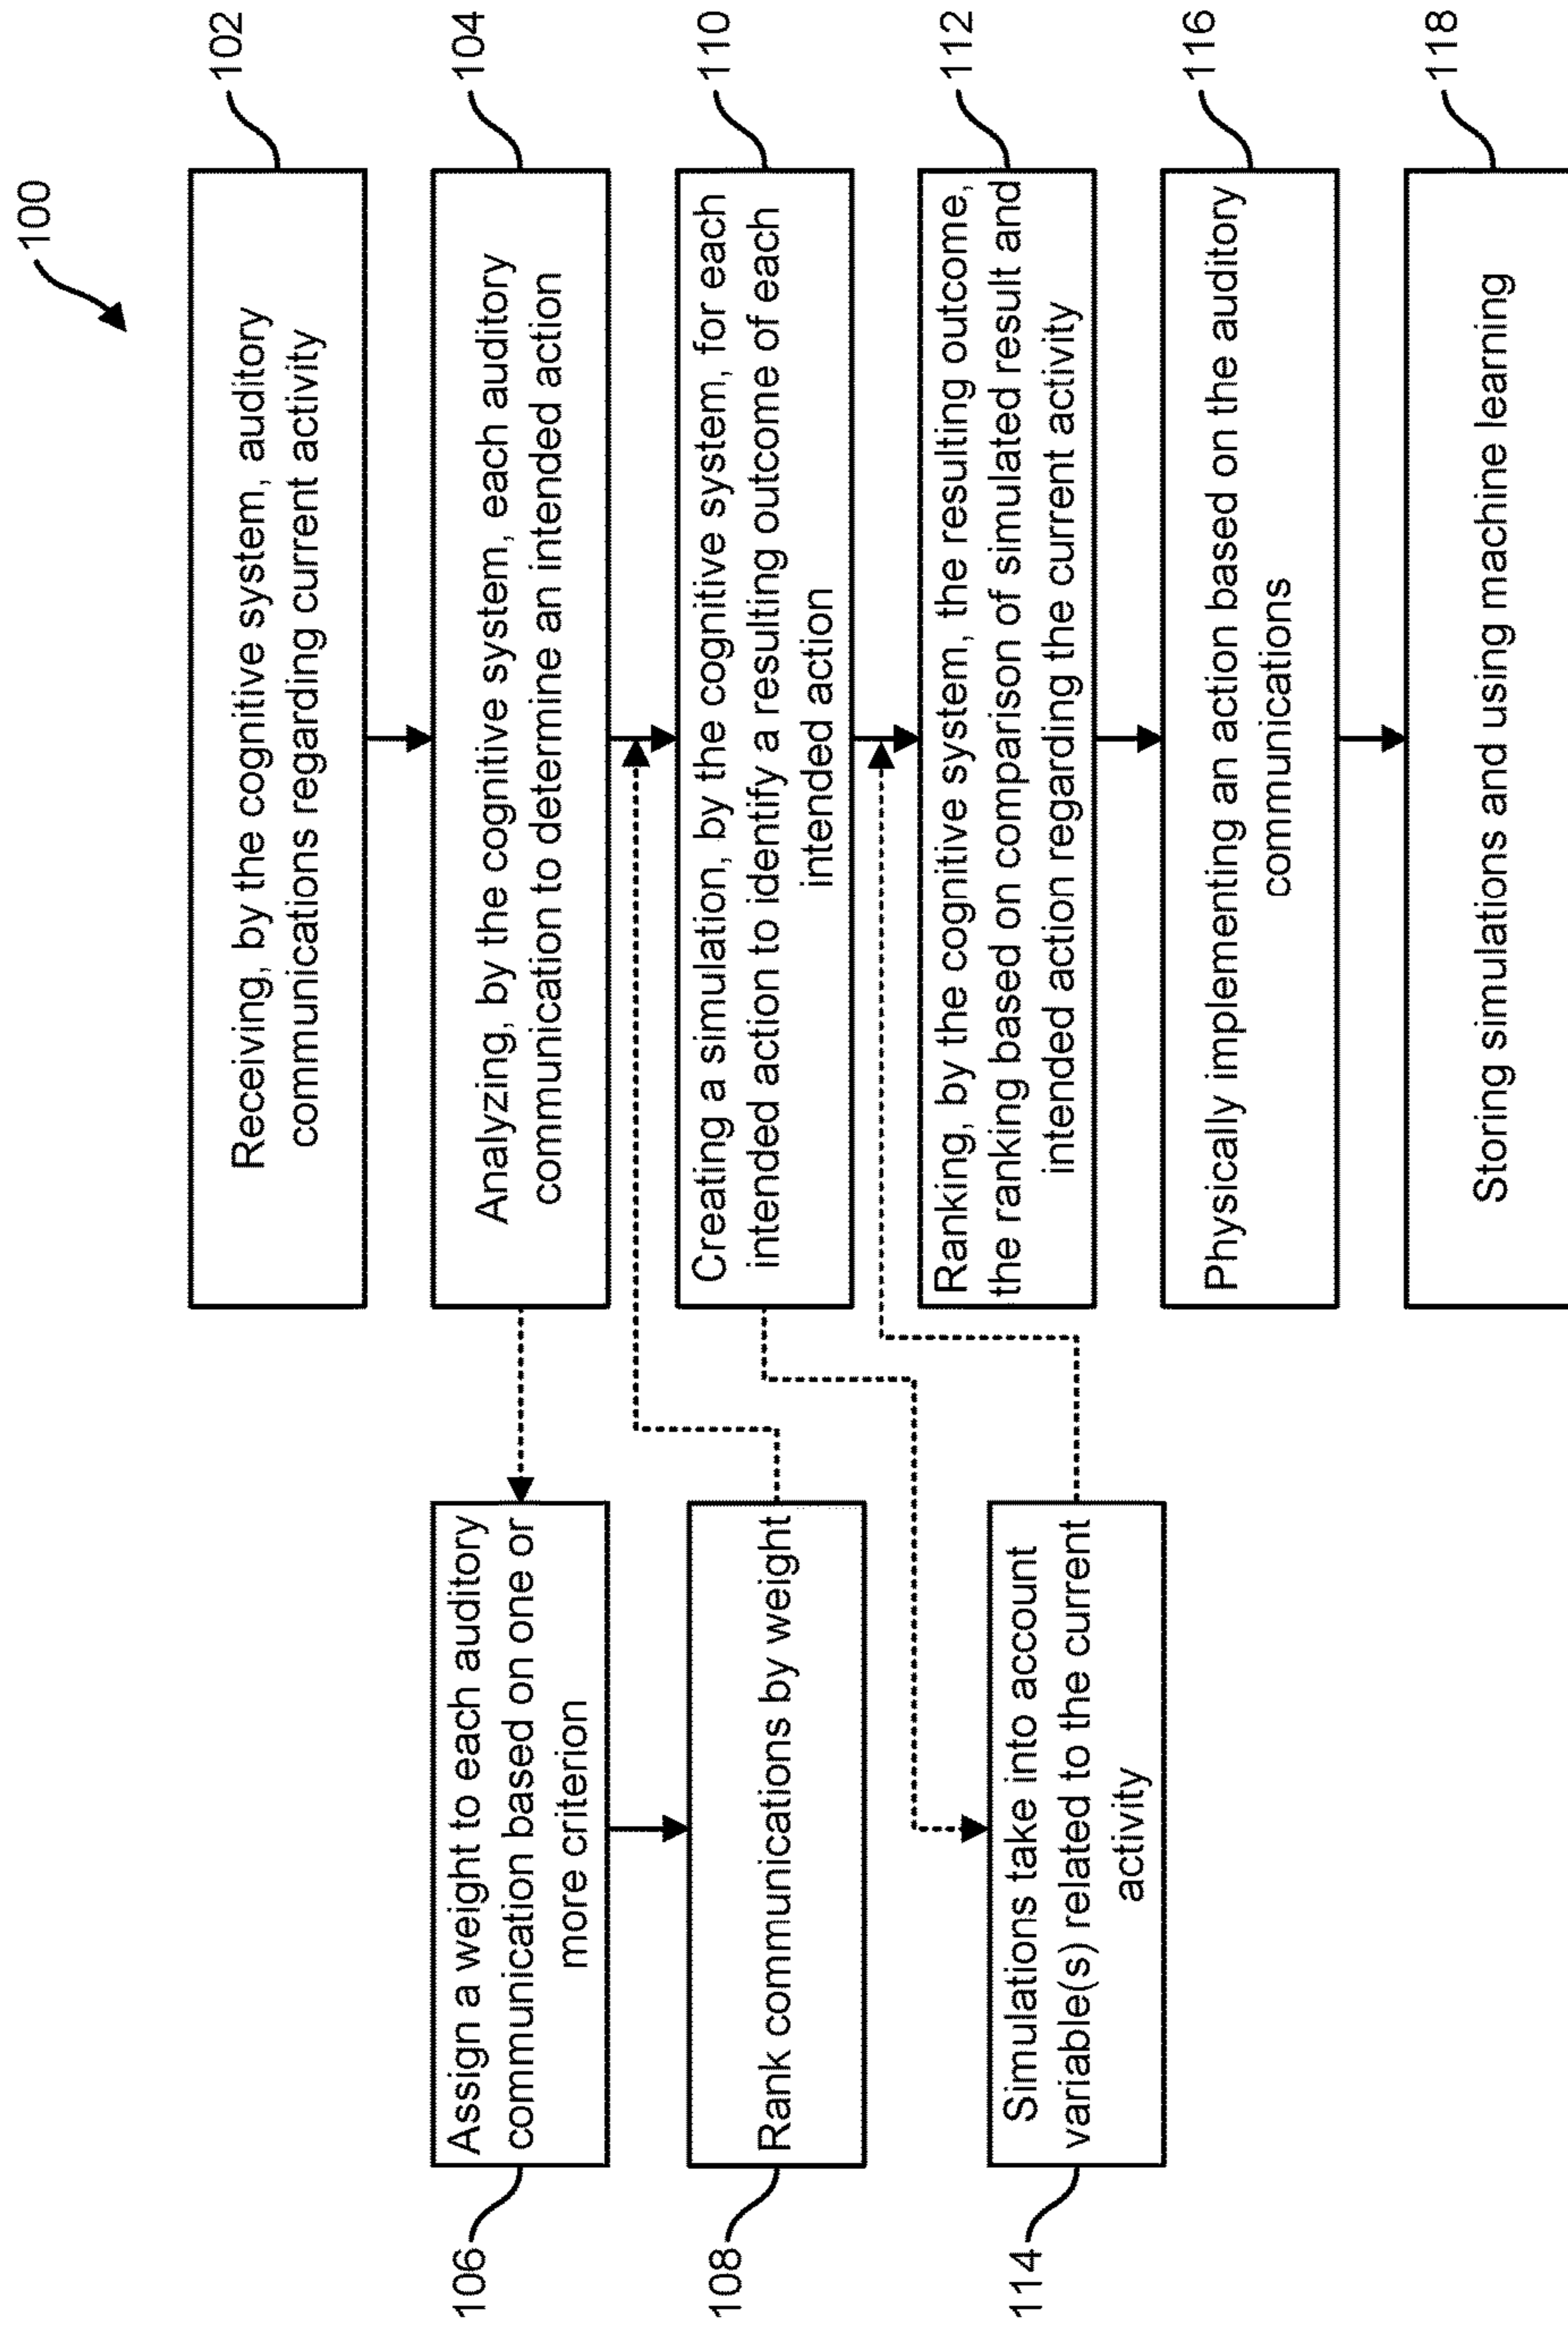 100
102
Receiving, by the cognitive system, auditory
communications regarding current activity
104
Analyzing, by the cognitive system, each auditory
communication to determine an intended action
106
Assign a weight to each auditory
communication based on one or
more criterion
108
Rank communications by weight
110
Creating a simulation, by the cognitive system, for each
intended action to identify a resulting outcome of each
intended action
112
Ranking, by the cognitive system, the resulting outcome,
the ranking based on comparison of simulated result and
intended action regarding the current activity
114
Simulations take into account
variable(s) related to the current
activity
116
Physically implementing an action based on the auditory
communications
118
Storing simulations and using machine learning